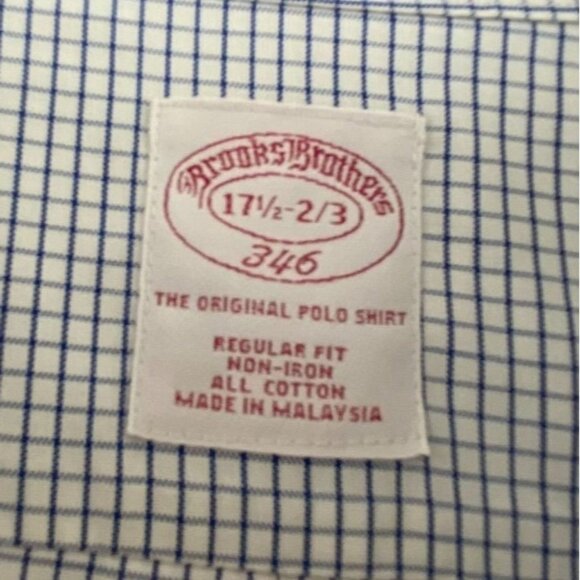 Brooks Brothers
17½-2/3
346
THE ORIGINAL POLO SHIRT
REGULAR FIT
NON-IRON
ALL COTTON
MADE IN MALAYSIA